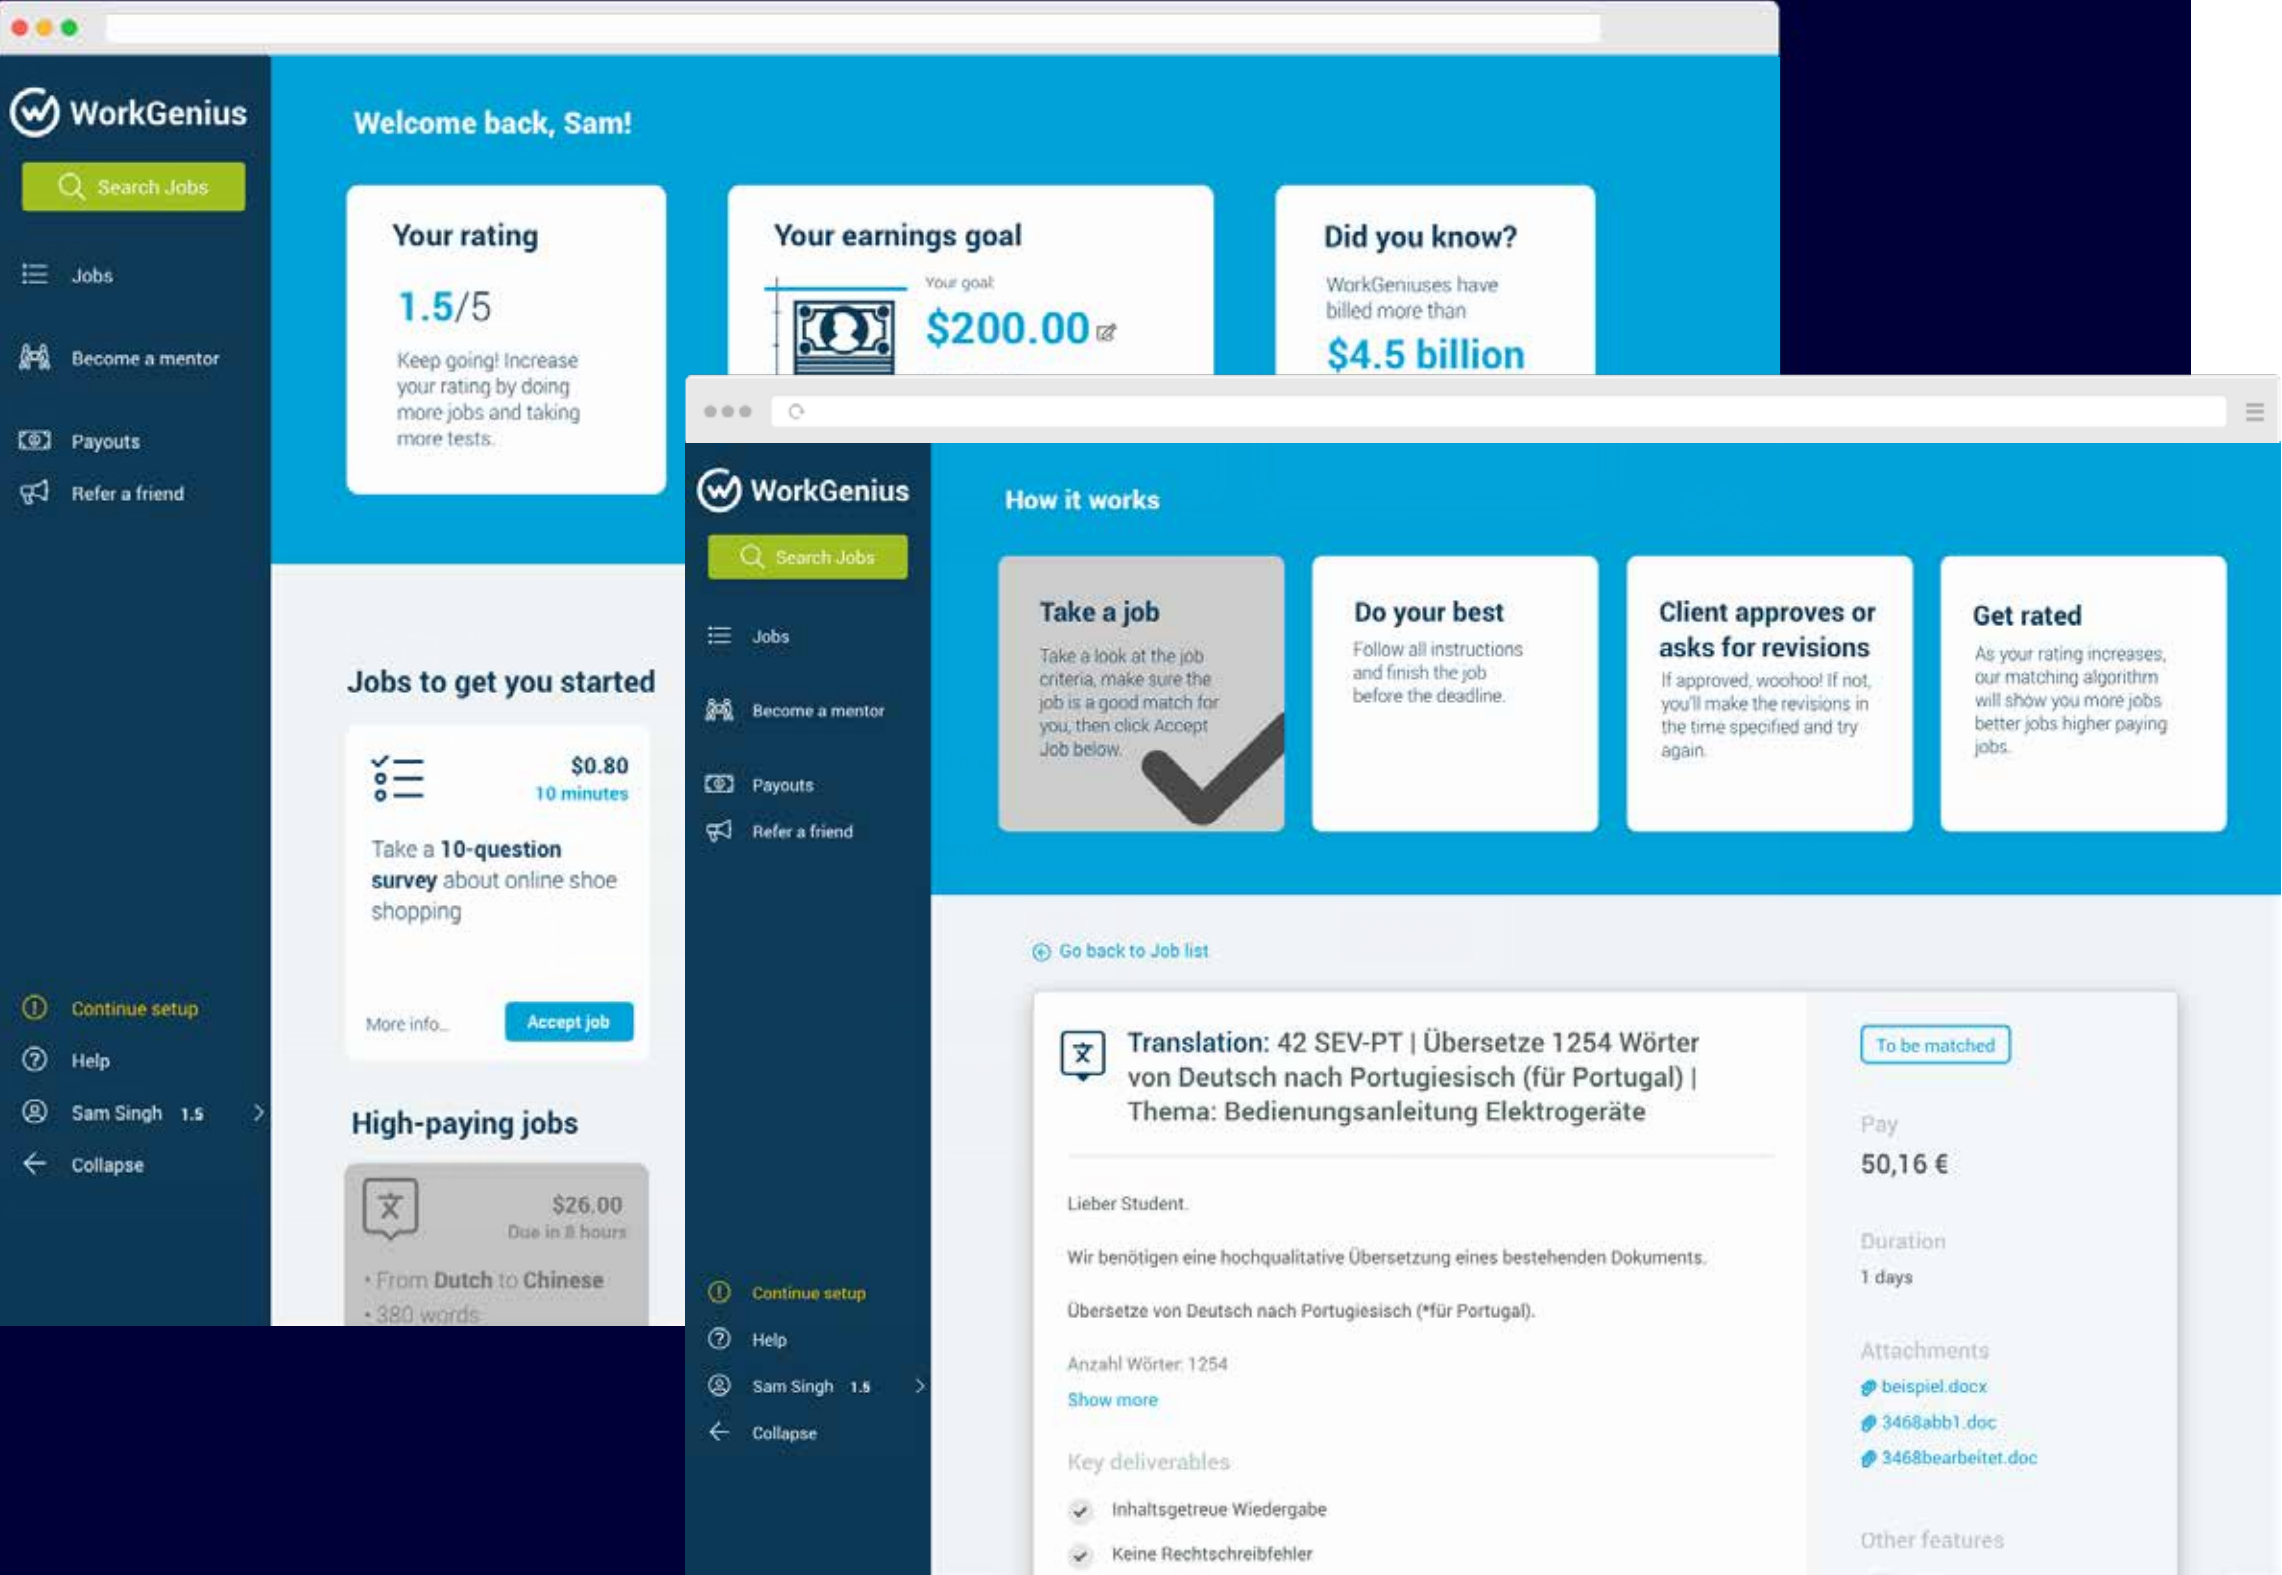 WorkGenius
Search Jobs
Jobs
Become a mentor
Payouts
Refer a friend
Continue setup
Help
Sam Singh 1.5
Collapse
Welcome back, Sam!
Your rating
1.5/5
Keep going! Increase
your rating by doing
more jobs and taking
more tests.
Your earnings goal
Your goal:
$200.00
Did you know?
WorkGeniuses have
billed more than
$4.5 billion
Jobs to get you started
$0.80
10 minutes
Take a 10-question
survey about online shoe
shopping
More info...
Accept job
High-paying jobs
$26.00
Due in 8 hours
• From Dutch to Chinese
• 380 words
WorkGenius
Search Jobs
Jobs
Become a mentor
Payouts
Refer a friend
Continue setup
Help
Sam Singh 1.5
Collapse
How it works
Take a job
Take a look at the job
criteria, make sure the
job is a good match for
you, then click Accept
Job below.
Do your best
Follow all instructions
and finish the job
before the deadline.
Client approves or
asks for revisions
If approved, woohoo! If not,
you'll make the revisions in
the time specified and try
again.
Get rated
As your rating increases,
our matching algorithm
will show you more jobs
better jobs higher paying
jobs.
Go back to Job list
Translation: 42 SEV-PT | Übersetze 1254 Wörter
von Deutsch nach Portugiesisch (für Portugal) |
Thema: Bedienungsanleitung Elektrogeräte
Lieber Student.
Wir benötigen eine hochqualitative Übersetzung eines bestehenden Dokuments.
Übersetze von Deutsch nach Portugiesisch (*für Portugal).
Anzahl Wörter: 1254
Show more
Key deliverables
Inhaltsgetreue Wiedergabe
Keine Rechtschreibfehler
To be matched
Pay
50,16 €
Duration
1 days
Attachments
beispiel.docx
3468abb1.doc
3468bearbeitet.doc
Other features